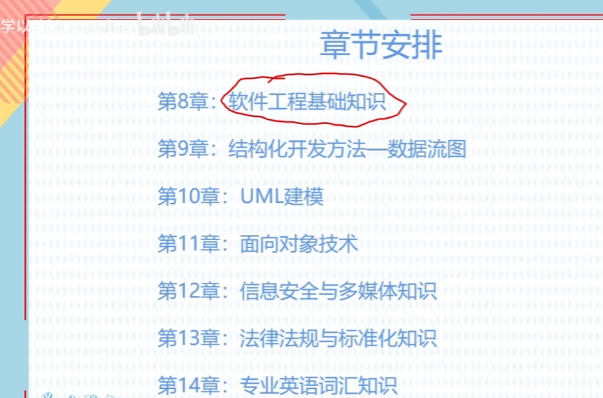 学以
bilibili
章节安排
第8章：软件工程基础知识
第9章：结构化开发方法—数据流图
第10章：UML建模
第11章：面向对象技术
第12章：信息安全与多媒体知识
第13章：法律法规与标准化知识
第14章：专业英语词汇知识